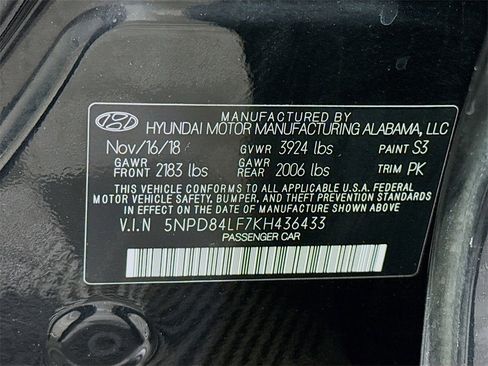 MANUFACTURED BY
HYUNDAI MOTOR MANUFACTURING ALABAMA, LLC
Nov/16/18 GVWR 3924 lbs PAINT S3
GAWR FRONT 2183 lbs GAWR REAR 2006 lbs TRIM PK
THIS VEHICLE CONFORMS TO ALL APPLICABLE U.S.A. FEDERAL
MOTOR VEHICLE SAFETY, BUMPER, AND THEFT PREVENTION STANDARDS
IN EFFECT ON THE DATE OF MANUFACTURE SHOWN ABOVE.
V.I.N 5NPD84LF7KH436433
PASSENGER CAR